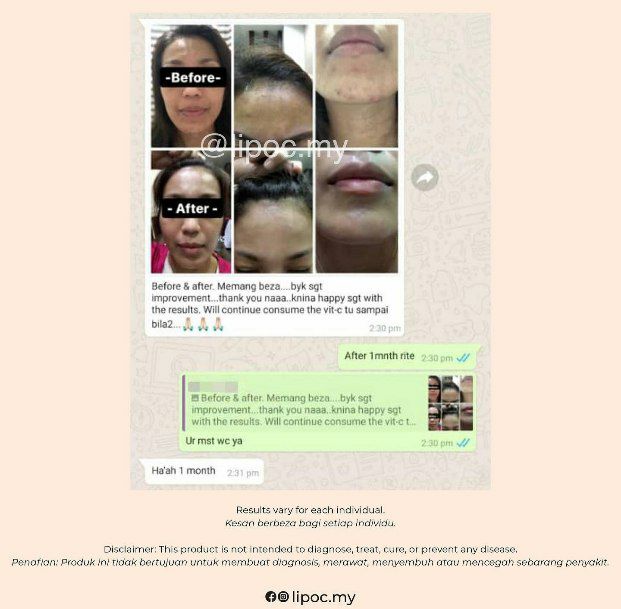 -Before-
@lipoc.my
- After -
Before & after. Memang beza....byk sgt
improvement...thank you naaa..knina happy sgt with
the results. Will continue consume the vit-c tu sampai
bila2...🙏🏻🙏🏻🙏🏻
2:30 pm
After 1mnth rite 2:30 pm
Before & after. Memang beza....byk sgt
improvement...thank you naaa..knina happy sgt
with the results. Will continue consume the vit-c t...
Ur mst wc ya 2:30 pm
Ha'ah 1 month 2:31 pm
Results vary for each individual.
Kesan berbeza bagi setiap individu.
Disclaimer: This product is not intended to diagnose, treat, cure, or prevent any disease.
Penafian: Produk ini tidak bertujuan untuk membuat diagnosis, merawat, menyembuh atau mencegah sebarang penyakit.
lipoc.my